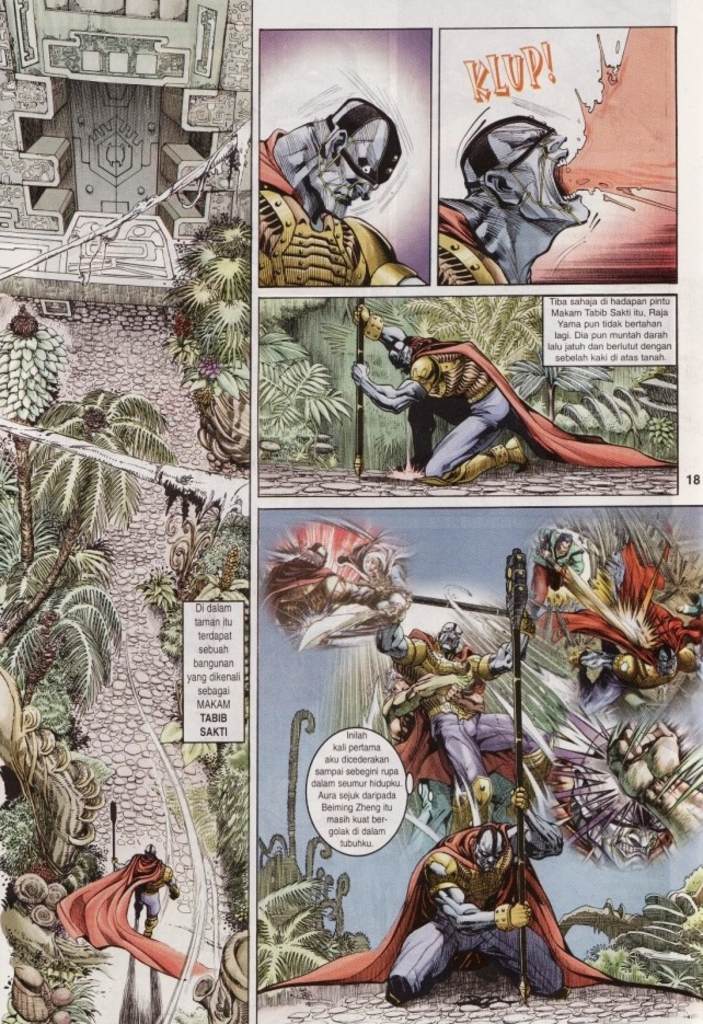 Di dalam
taman itu
terdapat
sebuah
bangunan
yang dikenali
sebagai
MAKAM
TABIB
SAKTI
KLUP!
Tiba sahaja di hadapan pintu
Makam Tabib Sakti itu, Raja
Yama pun tidak bertahan
lagi. Dia pun muntah darah
lalu jatuh dan berlutut dengan
sebelah kaki di atas tanah.
18
Inilah
kali pertama
aku dicederakan
sampai sebegini rupa
dalam seumur hidupku.
Aura sejuk daripada
Beiming Zheng itu
masih kuat ber-
golak di dalam
tubuhku.